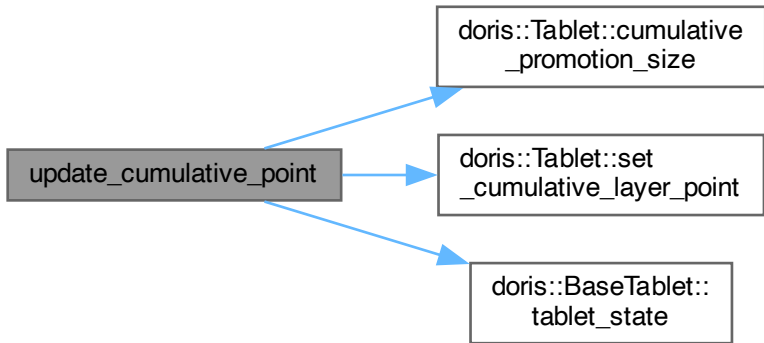 update_cumulative_point
doris::Tablet::cumulative
_promotion_size
doris::Tablet::set
_cumulative_layer_point
doris::BaseTablet::
tablet_state